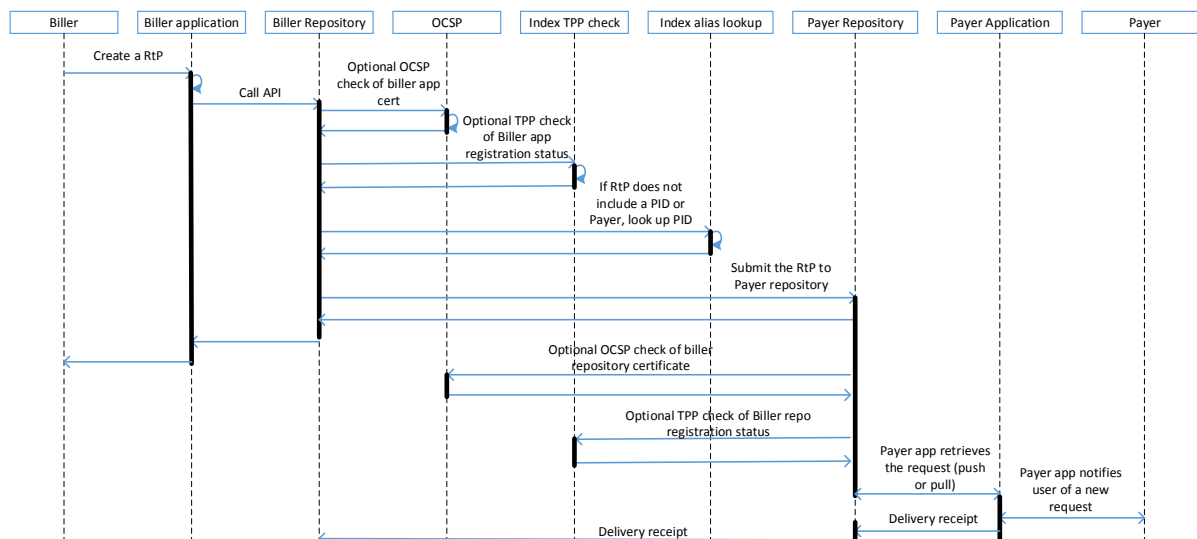 Biller
Biller application
Biller Repository
OCSP
Index TPP check
Index alias lookup
Payer Repository
Payer Application
Payer
Create a RtP
Call API
Optional OCSP
check of biller app
cert
Optional TPP check
of Biller app
registration status
If RtP does not
include a PID or
Payer, look up PID
Submit the RtP to
Payer repository
Optional OCSP check of biller
repository certificate
Optional TPP check of Biller repo
registration status
Payer app retrieves
the request (push
or pull)
Payer app notifies
user of a new
request
Delivery receipt
Delivery receipt